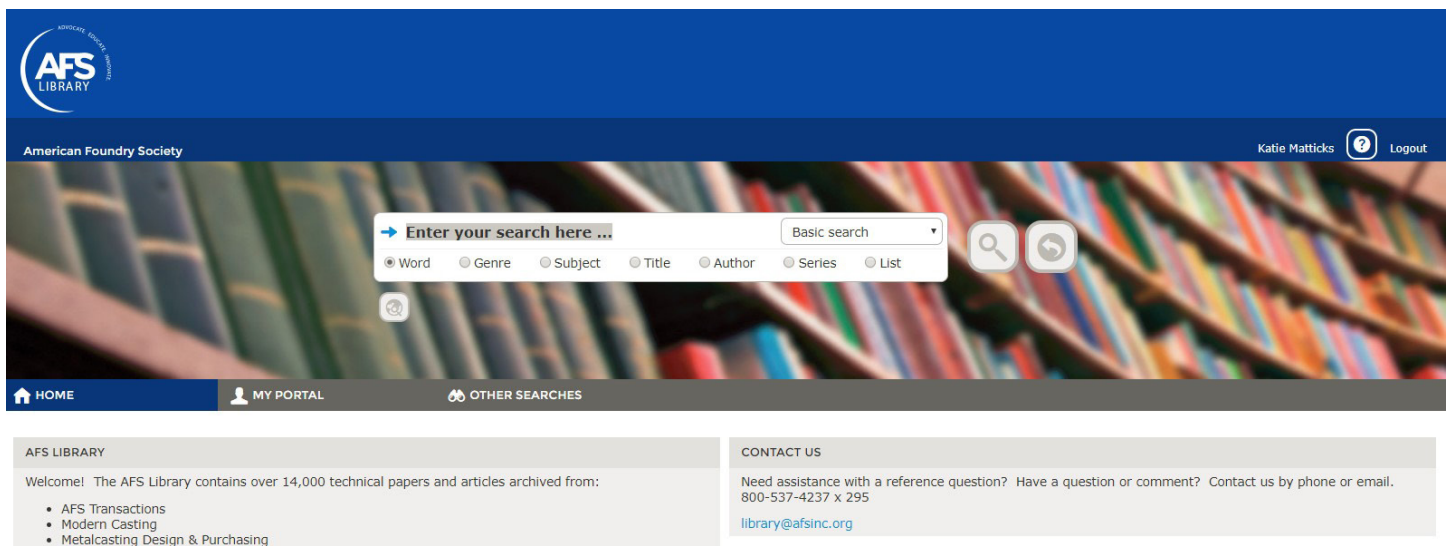 ADVOCATE. EDUCATE. INNOVATE.
AFS
LIBRARY
American Foundry Society
Katie Matticks ? Logout
Enter your search here ... Basic search
Word Genre Subject Title Author Series List
HOME MY PORTAL OTHER SEARCHES
AFS LIBRARY
Welcome! The AFS Library contains over 14,000 technical papers and articles archived from:
• AFS Transactions
• Modern Casting
• Metalcasting Design & Purchasing
CONTACT US
Need assistance with a reference question? Have a question or comment? Contact us by phone or email.
800-537-4237 x 295
library@afsinc.org